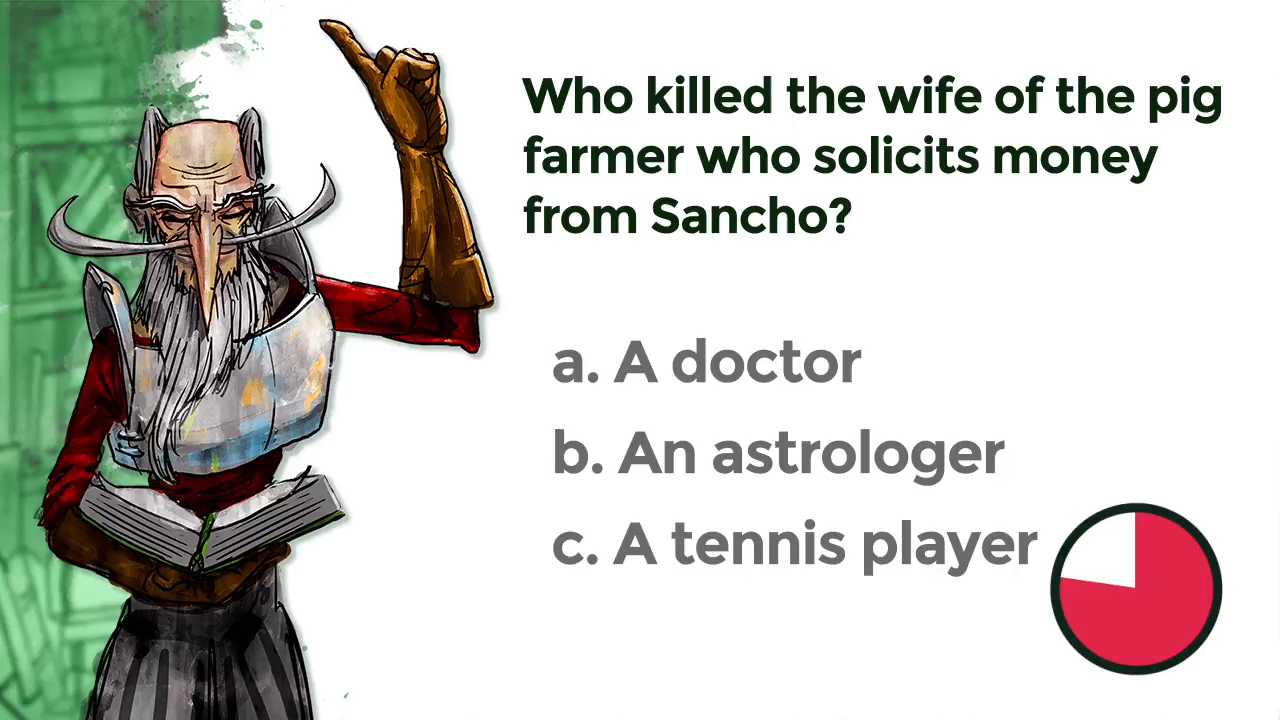 Who killed the wife of the pig
farmer who solicits money
from Sancho?
a. A doctor
b. An astrologer
c. A tennis player